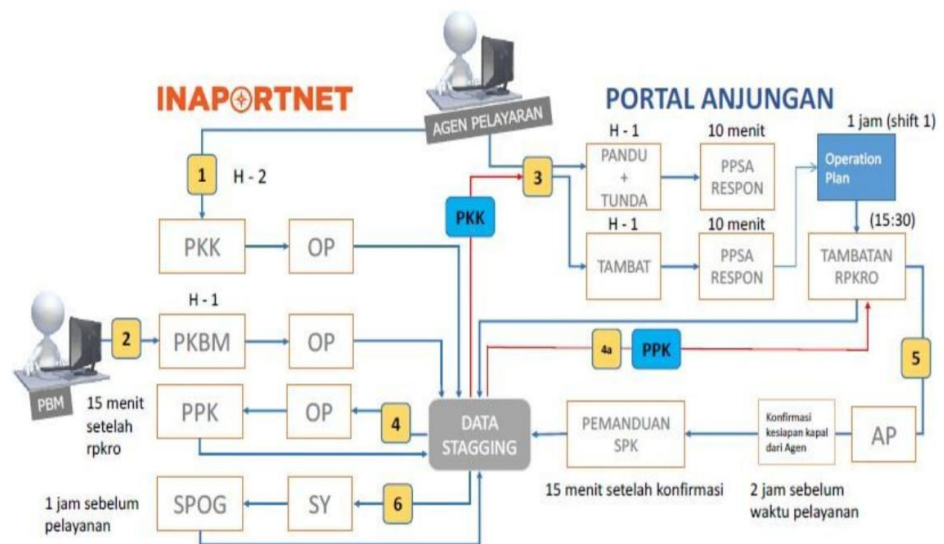 INAPORTNET
AGEN PELAYARAN
PORTAL ANJUNGAN
1
H - 2
PKK
OP
H - 1
2
PBM
PKBM
OP
15 menit
setelah
rpkro
PPK
OP
4
1 jam sebelum
pelayanan
SPOG
SY
6
DATA
STAGGING
PKK
3
H - 1
PANDU
+
TUNDA
10 menit
PPSA
RESPON
1 jam (shift 1)
Operation
Plan
H - 1
TAMBAT
10 menit
PPSA
RESPON
(15:30)
TAMBATAN
RPKRO
4a
PPK
5
PEMANDUAN
SPK
15 menit setelah konfirmasi
Konfirmasi
kesiapan kapal
dari Agen
2 jam sebelum
waktu pelayanan
AP